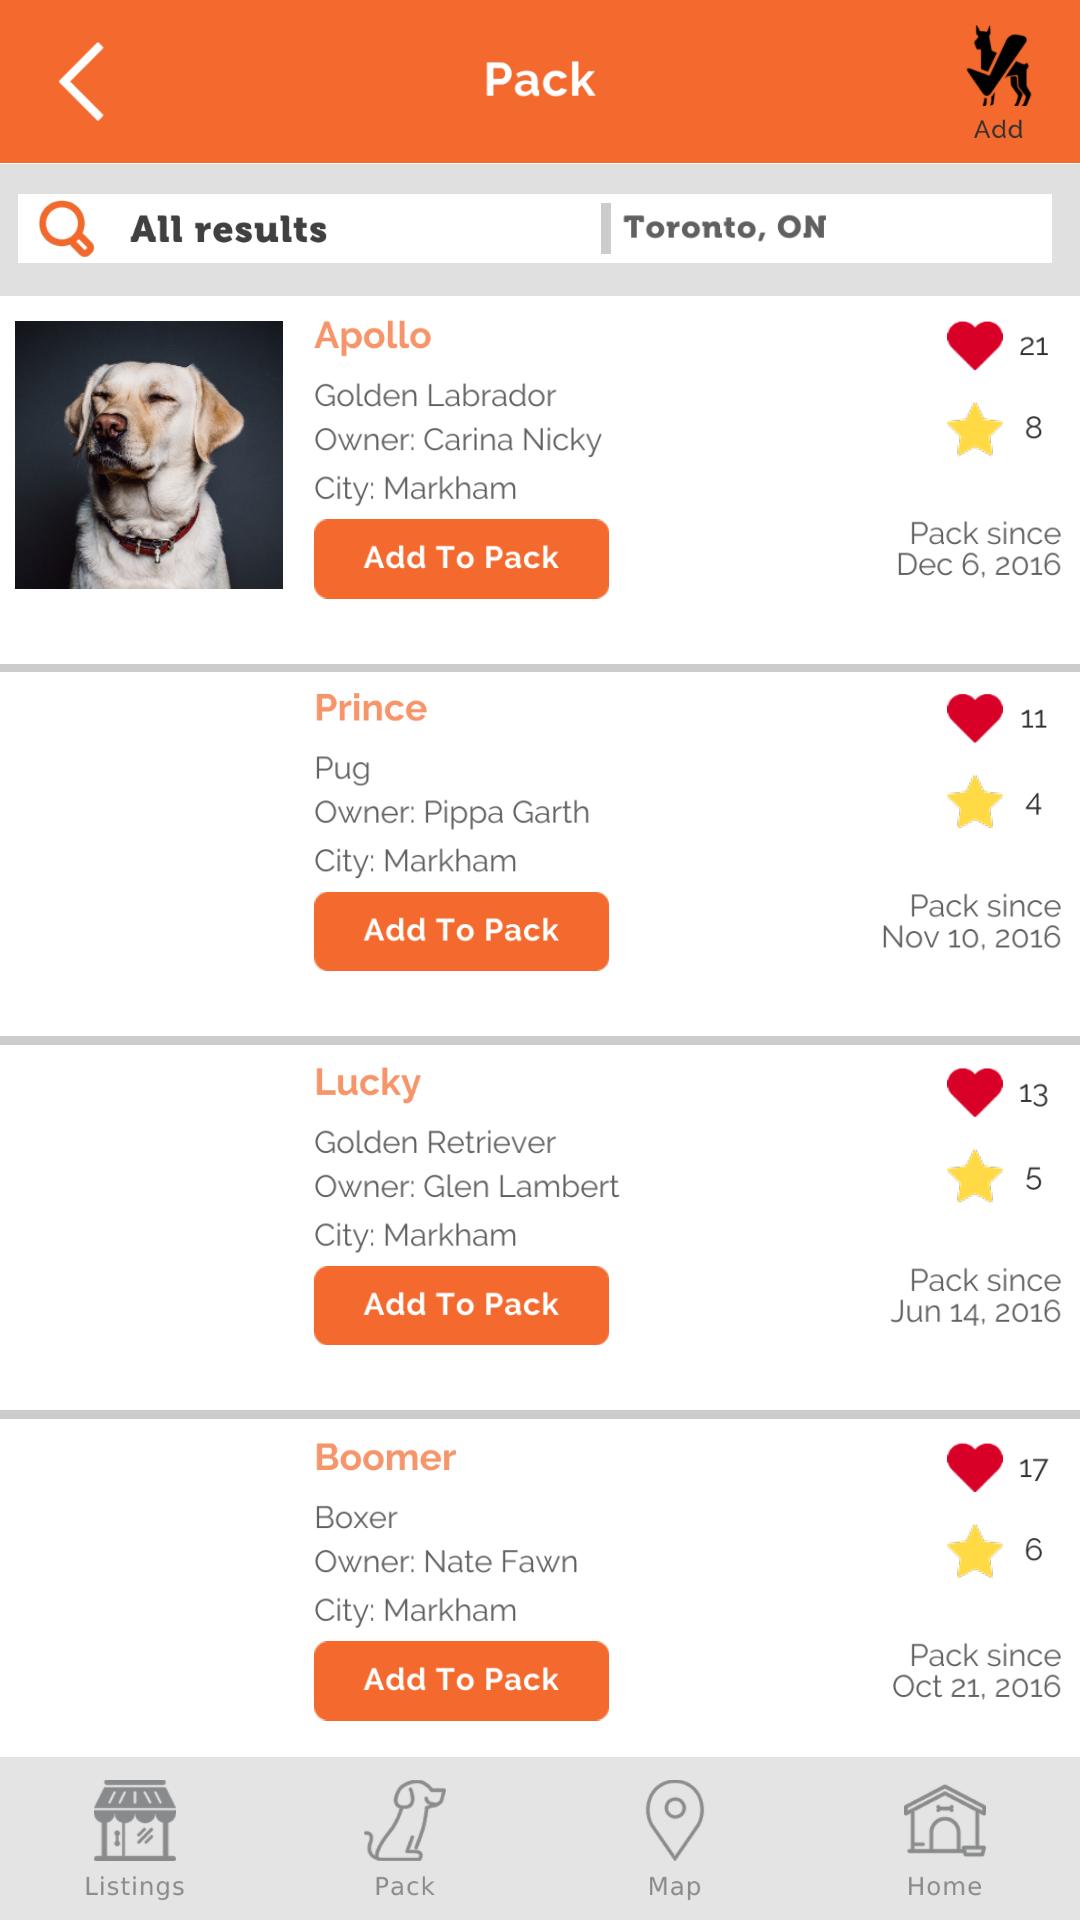 Pack
Add
All results
Toronto, ON
Apollo
21
Golden Labrador
8
Owner: Carina Nicky
City: Markham
Add To Pack
Pack since
Dec 6, 2016
Prince
11
Pug
4
Owner: Pippa Garth
City: Markham
Add To Pack
Pack since
Nov 10, 2016
Lucky
13
Golden Retriever
5
Owner: Glen Lambert
City: Markham
Add To Pack
Pack since
Jun 14, 2016
Boomer
17
Boxer
6
Owner: Nate Fawn
City: Markham
Add To Pack
Pack since
Oct 21, 2016
Listings
Pack
Map
Home